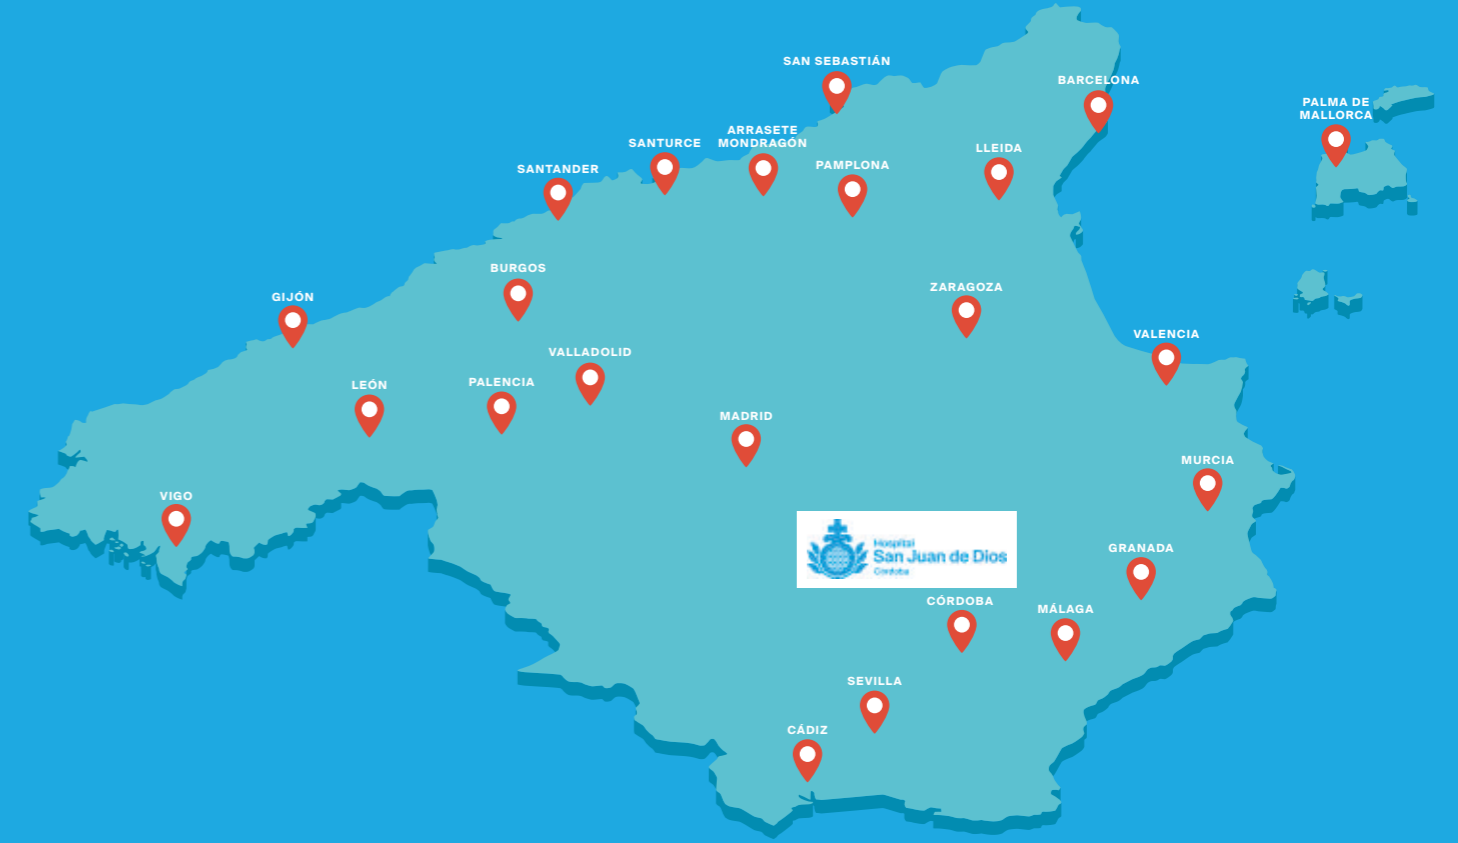 SAN SEBASTIÁN
BARCELONA
PALMA DE
MALLORCA
ARRASETE
MONDRAGÓN
SANTURCE
LLEIDA
PAMPLONA
SANTANDER
BURGOS
ZARAGOZA
GIJÓN
VALENCIA
VALLADOLID
PALENCIA
LEÓN
MADRID
MURCIA
VIGO
Hospital
San Juan de Dios
Córdoba
GRANADA
CÓRDOBA
MÁLAGA
SEVILLA
CÁDIZ